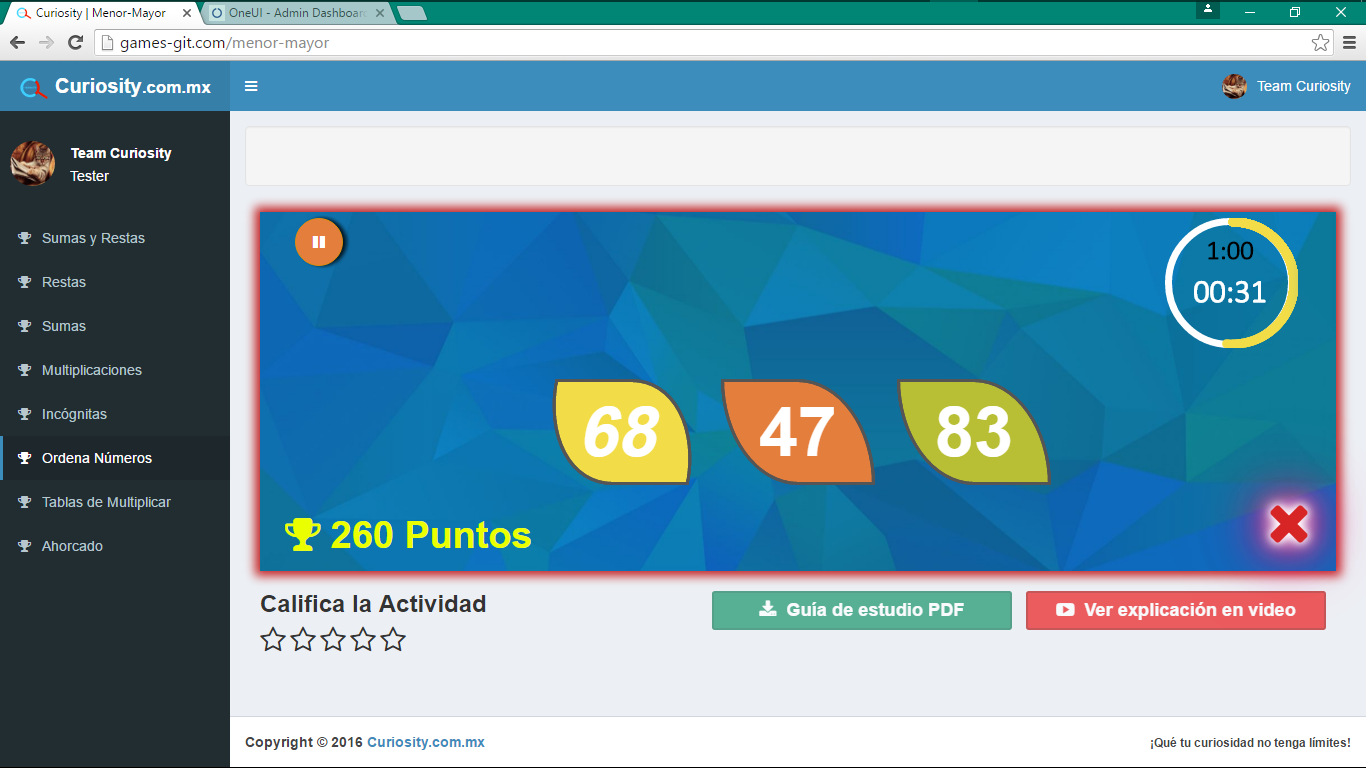 Curiosity | Menor-Mayor
OneUI - Admin Dashboar
games-git.com/menor-mayor
Curiosity.com.mx
Team Curiosity
Team Curiosity
Tester
Sumas y Restas
Restas
Sumas
Multiplicaciones
Incógnitas
Ordena Números
Tablas de Multiplicar
Ahorcado
1:00
00:31
68 47 83
260 Puntos
Califica la Actividad
Guía de estudio PDF
Ver explicación en video
Copyright © 2016 Curiosity.com.mx
¡Qué tu curiosidad no tenga límites!